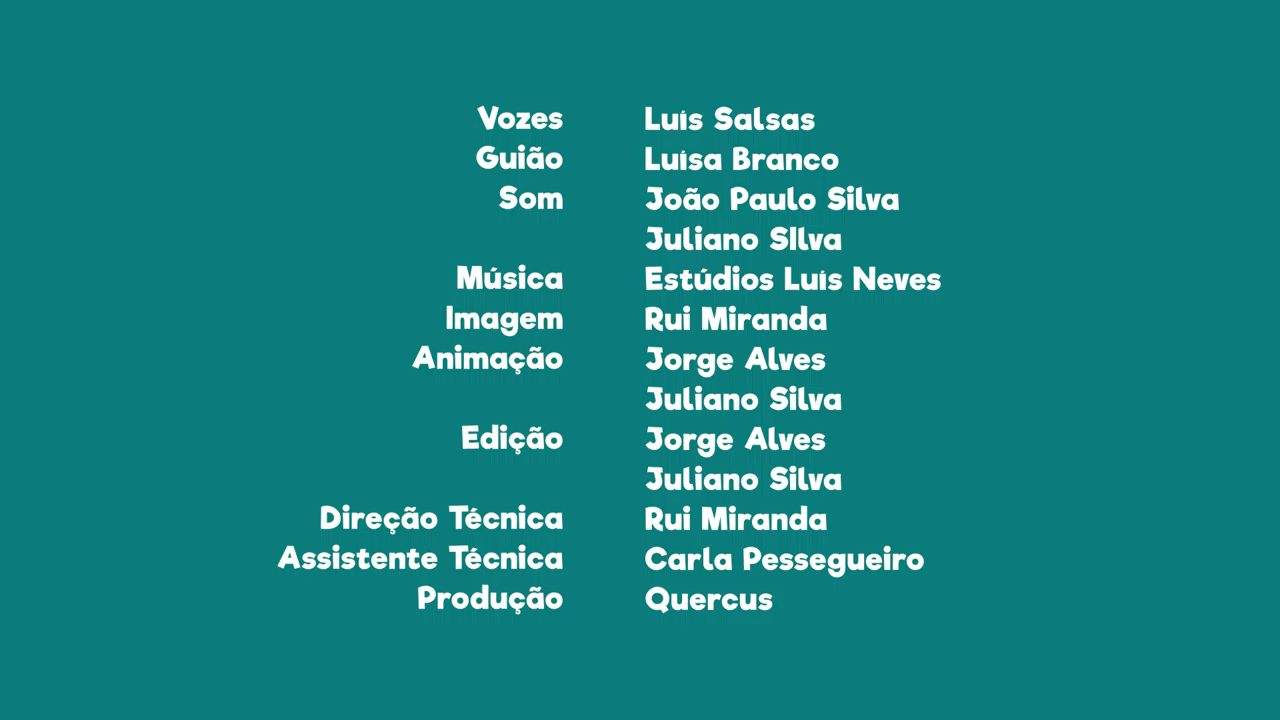 Vozes Luís Salsas
Guião Luísa Branco
Som João Paulo Silva
Juliano SIlva
Música Estúdios Luís Neves
Imagem Rui Miranda
Animação Jorge Alves
Juliano Silva
Edição Jorge Alves
Juliano Silva
Direção Técnica Rui Miranda
Assistente Técnica Carla Pessegueiro
Produção Quercus